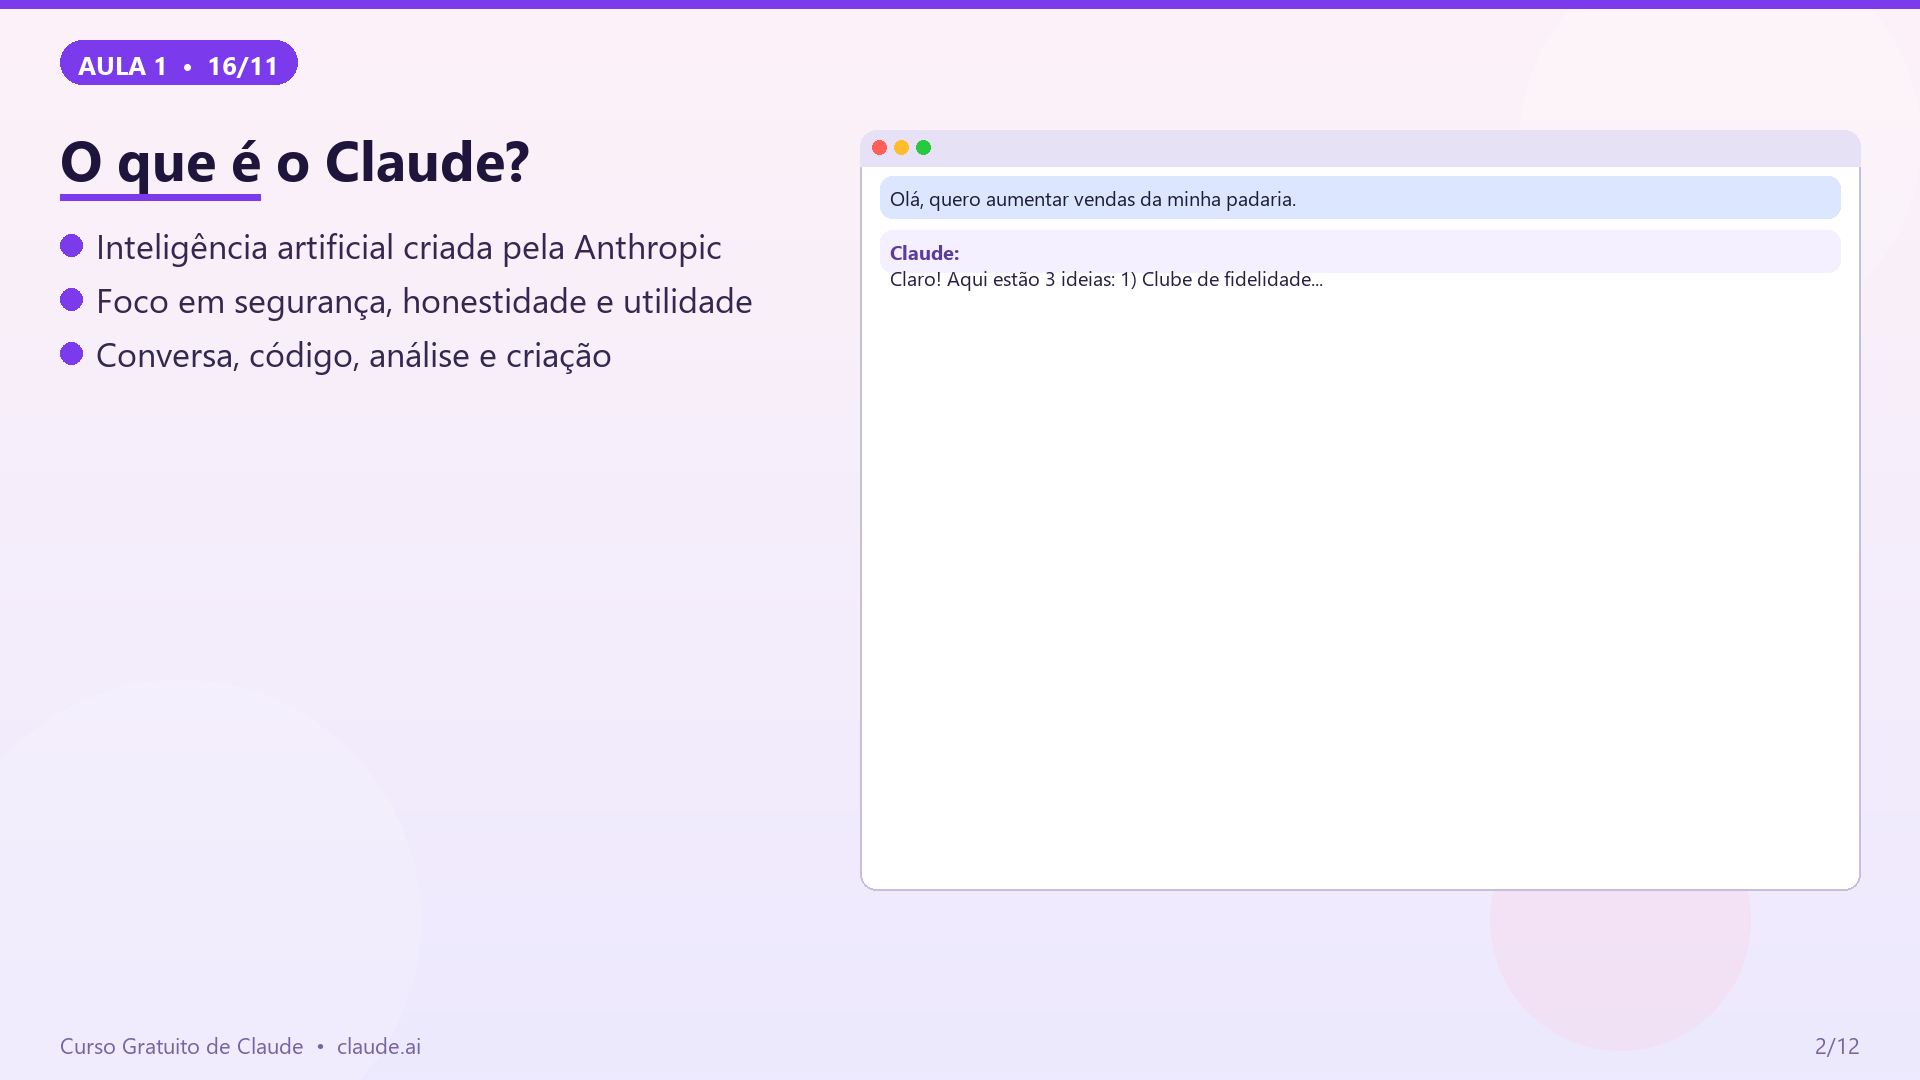 AULA 1 • 16/11
O que é o Claude?
Inteligência artificial criada pela Anthropic
Foco em segurança, honestidade e utilidade
Conversa, código, análise e criação
Olá, quero aumentar vendas da minha padaria.
Claude:
Claro! Aqui estão 3 ideias: 1) Clube de fidelidade...
Curso Gratuito de Claude • claude.ai
2/12